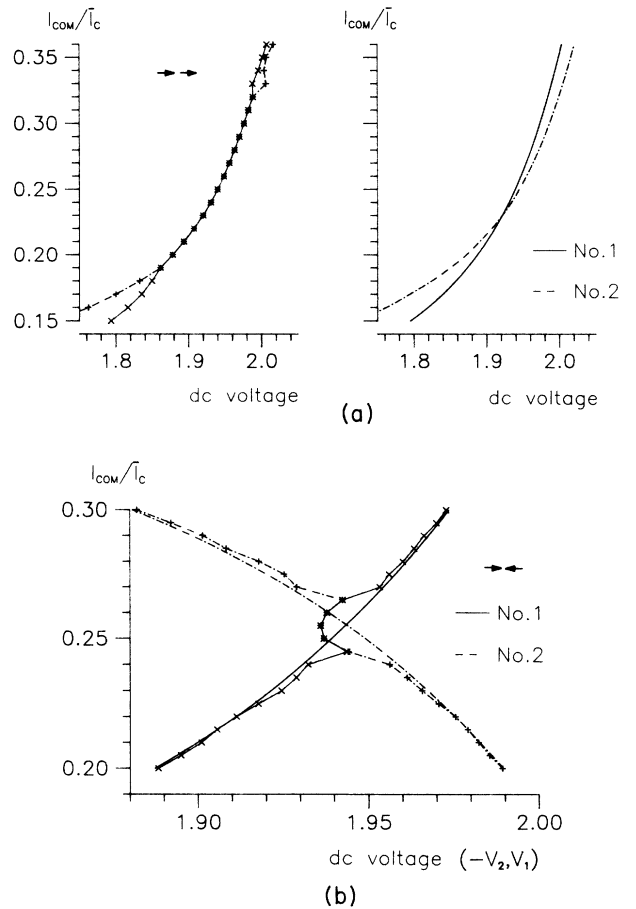 I_COM/Ī_C I_COM/Ī_C
0.35
0.30
0.25
0.20
0.15
No.1
No.2
1.8 1.9 2.0 1.8 1.9 2.0
dc voltage dc voltage
(a)
I_COM/Ī_C
0.30
0.25
0.20
No.1
No.2
1.90 1.95 2.00
dc voltage (-V₂,V₁)
(b)